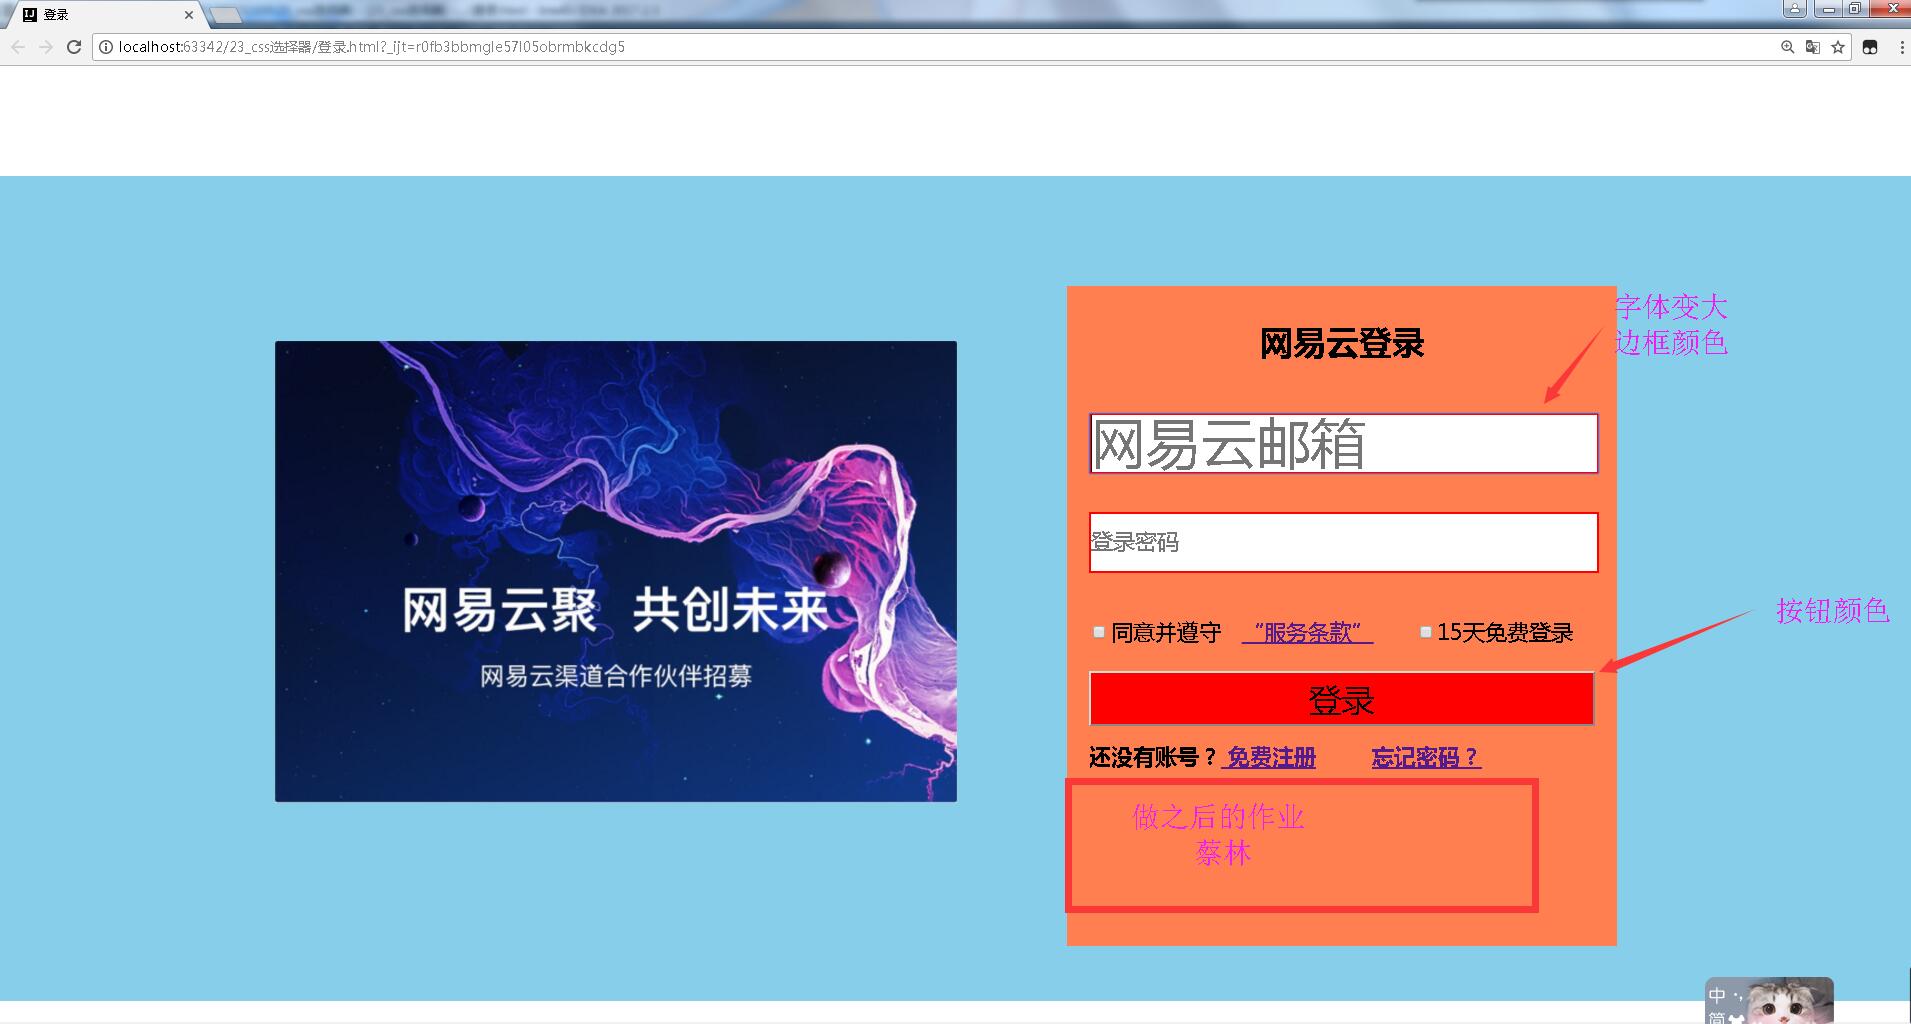 登录
localhost:63342/23_css选择器/登录.html?_ijt=r0fb3bbmgle57l05obrmbkcdg5
字体变大
边框颜色
网易云登录
网易云邮箱
登录密码
网易云聚 共创未来
网易云渠道合作伙伴招募
按钮颜色
同意并遵守 “服务条款” 15天免费登录
登录
还没有账号？ 免费注册 忘记密码？
做之后的作业
蔡林
中 ·,
简